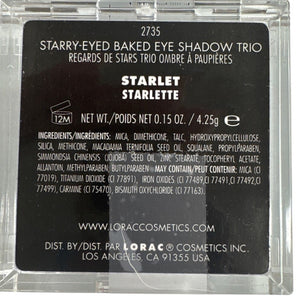 2735
STARRY-EYED BAKED EYE SHADOW TRIO
REGARDS DE STARS TRIO OMBRE À PAUPIÈRES
STARLET
STARLETTE
12M
NET WT./POIDS NET 0.15 OZ. / 4.25g e
INGREDIENTS/INGRÉDIENTS: MICA, DIMETHICONE, TALC, HYDROXYPROPYLCELLULOSE,
SILICA, METHICONE, MACADAMIA TERNIFOLIA SEED OIL, SQUALANE, PROPYLPARABEN,
SIMMONDSIA CHINENSIS (JOJOBA) SEED OIL, ZINC STEARATE, TOCOPHERYL ACETATE,
ALLANTOIN, METHYLPARABEN, BUTYLPARABEN ●MAY CONTAIN/PEUT CONTENIR: MICA (CI
77019), TITANIUM DIOXIDE (CI 77891), IRON OXIDES (CI 77489, CI 77491, CI 77492, CI
77499), CARMINE (CI 75470), BISMUTH OXYCHLORIDE (CI 77163)
WWW.LORACCOSMETICS.COM
DIST. BY/DIST. PAR LORAC® COSMETICS INC.
LOS ANGELES, CA 91355 USA